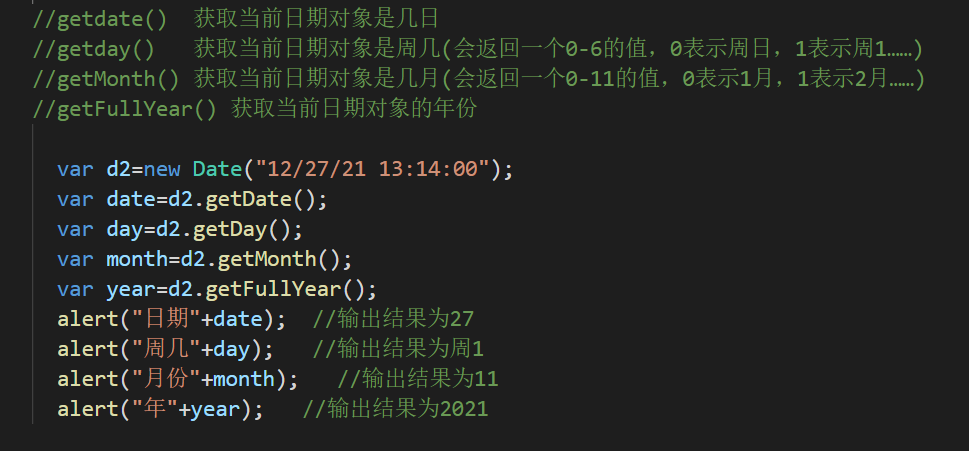 //getdate()  获取当前日期对象是几日
//getday()   获取当前日期对象是周几(会返回一个0-6的值，0表示周日，1表示周1……)
//getMonth() 获取当前日期对象是几月(会返回一个0-11的值，0表示1月，1表示2月……)
//getFullYear() 获取当前日期对象的年份
var d2=new Date("12/27/21 13:14:00");
var date=d2.getDate();
var day=d2.getDay();
var month=d2.getMonth();
var year=d2.getFullYear();
alert("日期"+date);  //输出结果为27
alert("周几"+day);   //输出结果为周1
alert("月份"+month);   //输出结果为11
alert("年"+year);   //输出结果为2021